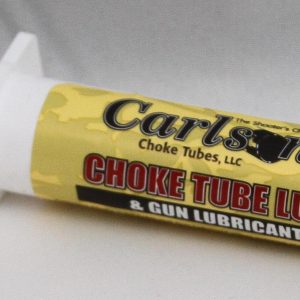 The Shooter's C
Carlson
Choke Tubes, LLC
CHOKE TUBE LU
& GUN LUBRICANT